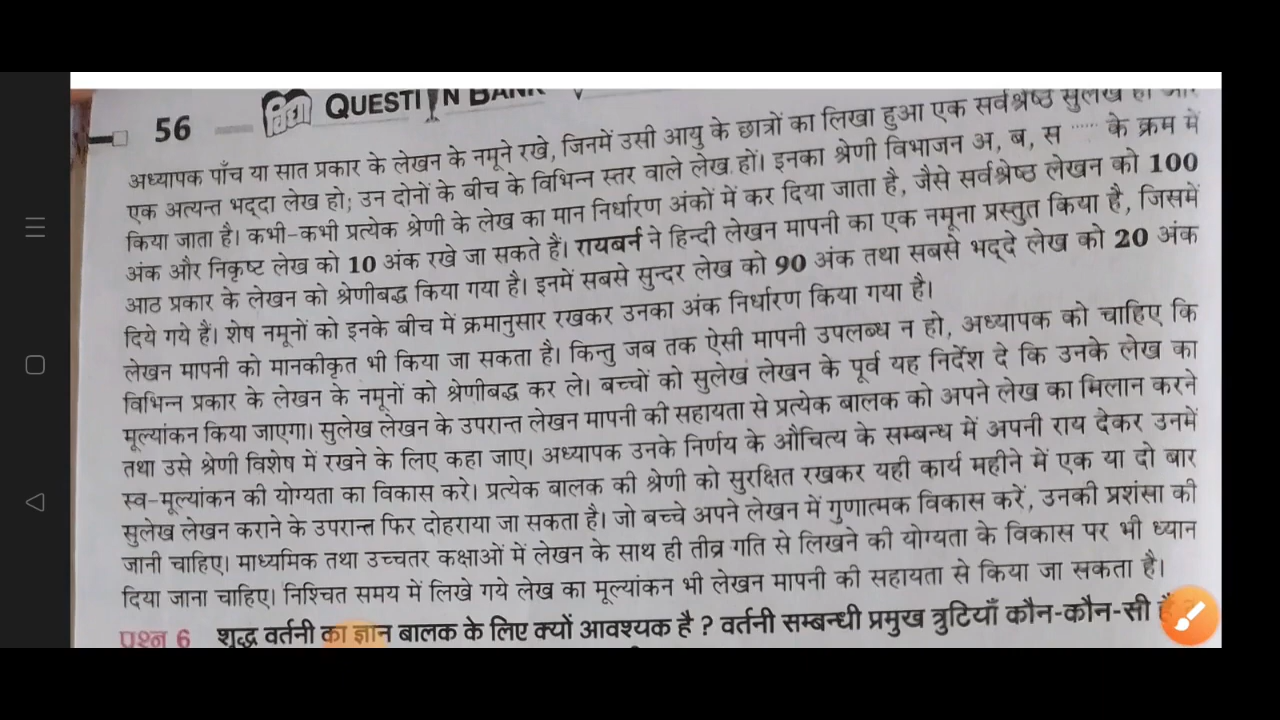 56 विद्या QUESTION BANK
अध्यापक पाँच या सात प्रकार के लेखन के नमूने रखे, जिनमें उसी आयु के छात्रों का लिखा हुआ एक सर्वश्रेष्ठ सुलेख हो और
एक अत्यन्त भद्दा लेख हो; उन दोनों के बीच के विभिन्न स्तर वाले लेख हों। इनका श्रेणी विभाजन अ, ब, स ...... के क्रम में
किया जाता है। कभी-कभी प्रत्येक श्रेणी के लेख का मान निर्धारण अंकों में कर दिया जाता है, जैसे सर्वश्रेष्ठ लेखन को 100
अंक और निकृष्ट लेख को 10 अंक रखे जा सकते हैं। रायबर्न ने हिन्दी लेखन मापनी का एक नमूना प्रस्तुत किया है, जिसमें
आठ प्रकार के लेखन को श्रेणीबद्ध किया गया है। इनमें सबसे सुन्दर लेख को 90 अंक तथा सबसे भद्दे लेख को 20 अंक
दिये गये हैं। शेष नमूनों को इनके बीच में क्रमानुसार रखकर उनका अंक निर्धारण किया गया है।
लेखन मापनी को मानकीकृत भी किया जा सकता है। किन्तु जब तक ऐसी मापनी उपलब्ध न हो, अध्यापक को चाहिए कि
विभिन्न प्रकार के लेखन के नमूनों को श्रेणीबद्ध कर ले। बच्चों को सुलेख लेखन के पूर्व यह निर्देश दे कि उनके लेख का
मूल्यांकन किया जाएगा। सुलेख लेखन के उपरान्त लेखन मापनी की सहायता से प्रत्येक बालक को अपने लेख का मिलान करने
तथा उसे श्रेणी विशेष में रखने के लिए कहा जाए। अध्यापक उनके निर्णय के औचित्य के सम्बन्ध में अपनी राय देकर उनमें
स्व-मूल्यांकन की योग्यता का विकास करे। प्रत्येक बालक की श्रेणी को सुरक्षित रखकर यही कार्य महीने में एक या दो बार
सुलेख लेखन कराने के उपरान्त फिर दोहराया जा सकता है। जो बच्चे अपने लेखन में गुणात्मक विकास करें, उनकी प्रशंसा की
जानी चाहिए। माध्यमिक तथा उच्चतर कक्षाओं में लेखन के साथ ही तीव्र गति से लिखने की योग्यता के विकास पर भी ध्यान
दिया जाना चाहिए। निश्चित समय में लिखे गये लेख का मूल्यांकन भी लेखन मापनी की सहायता से किया जा सकता है।
प्रश्न 6 शुद्ध वर्तनी का ज्ञान बालक के लिए क्यों आवश्यक है ? वर्तनी सम्बन्धी प्रमुख त्रुटियाँ कौन-कौन-सी